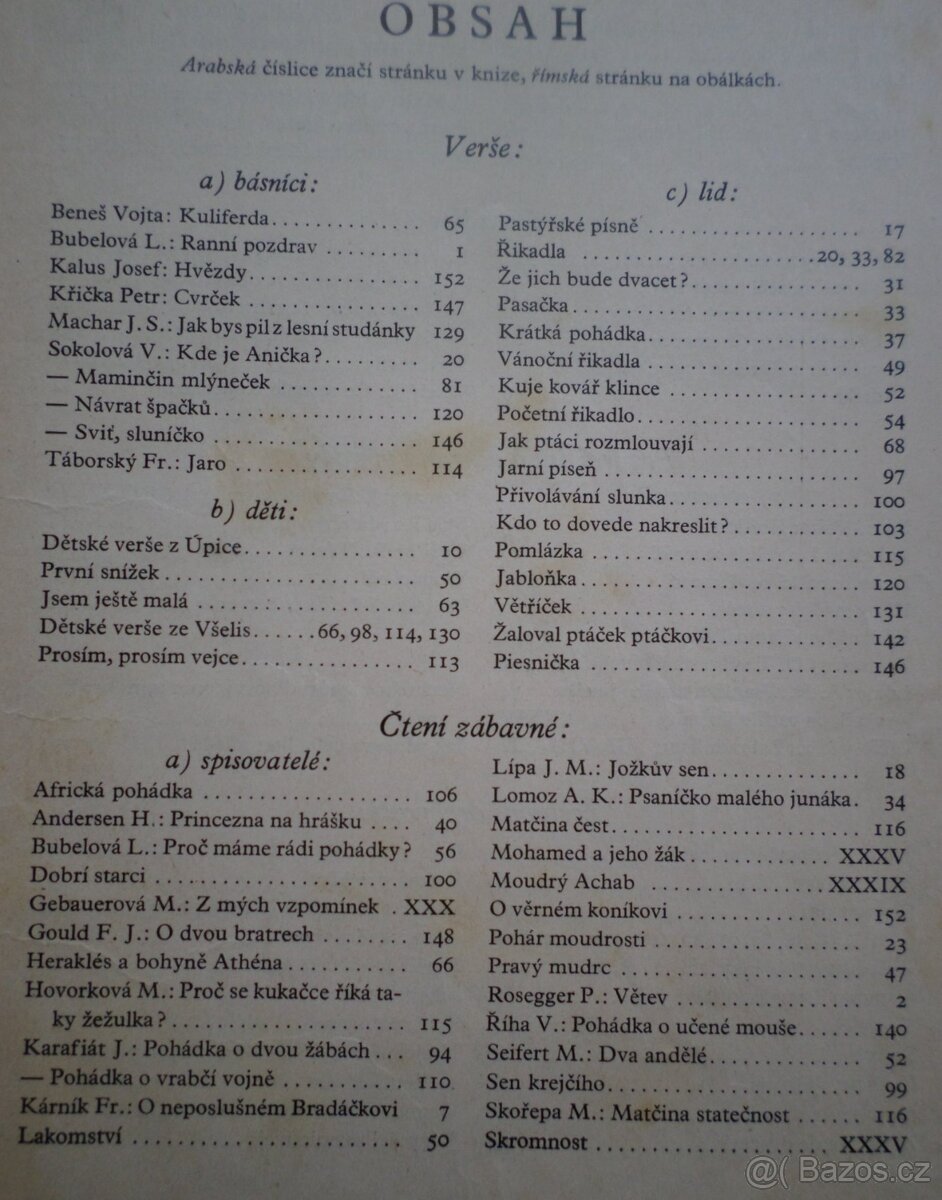 OBSAH
Arabská číslice značí stránku v knize, římská stránku na obálkách.
Verše:
a) básníci:
Beneš Vojta: Kuliferda. . . . . . . . . . . . . . . 65
Bubelová L.: Ranní pozdrav . . . . . . . . . . 1
Kalus Josef: Hvězdy. . . . . . . . . . . . . . . . . 152
Křička Petr: Cvrček . . . . . . . . . . . . . . . . . 147
Machar J. S.: Jak bys pil z lesní studánky 129
Sokolová V.: Kde je Anička?. . . . . . . . . . 20
— Maminčin mlýneček . . . . . . . . . . . . . 81
— Návrat špačků. . . . . . . . . . . . . . . . . . . 120
— Sviť, sluníčko . . . . . . . . . . . . . . . . . . . 146
Táborský Fr.: Jaro . . . . . . . . . . . . . . . . . . 114
b) děti:
Dětské verše z Úpice. . . . . . . . . . . . . . . . . 10
První snížek . . . . . . . . . . . . . . . . . . . . . . . 50
Jsem ještě malá . . . . . . . . . . . . . . . . . . . . . 63
Dětské verše ze Všelis. . . . . . 66, 98, 114, 130
Prosím, prosím vejce. . . . . . . . . . . . . . . . . 113
c) lid:
Pastýřské písně . . . . . . . . . . . . . . . . . . . . 17
Řikadla . . . . . . . . . . . . . . . . . . . .20, 33, 82
Že jich bude dvacet?. . . . . . . . . . . . . . . . 31
Pasačka. . . . . . . . . . . . . . . . . . . . . . . . . . . 33
Krátká pohádka. . . . . . . . . . . . . . . . . . . . 37
Vánoční řikadla . . . . . . . . . . . . . . . . . . . 49
Kuje kovář klince . . . . . . . . . . . . . . . . . . 52
Početní řikadlo. . . . . . . . . . . . . . . . . . . . . 54
Jak ptáci rozmlouvají . . . . . . . . . . . . . . . 68
Jarní píseň . . . . . . . . . . . . . . . . . . . . . . . . 97
Přivolávání slunka. . . . . . . . . . . . . . . . . . 100
Kdo to dovede nakreslit? . . . . . . . . . . . . 103
Pomlázka . . . . . . . . . . . . . . . . . . . . . . . . . 115
Jabloňka. . . . . . . . . . . . . . . . . . . . . . . . . . 120
Větříček . . . . . . . . . . . . . . . . . . . . . . . . . . 131
Žaloval ptáček ptáčkovi. . . . . . . . . . . . . . 142
Piesnička . . . . . . . . . . . . . . . . . . . . . . . . . 146
Čtení zábavné:
a) spisovatelé:
Africká pohádka . . . . . . . . . . . . . . . . . . . 106
Andersen H.: Princezna na hrášku . . . . 40
Bubelová L.: Proč máme rádi pohádky? 56
Dobrí starci . . . . . . . . . . . . . . . . . . . . . . . 100
Gebauerová M.: Z mých vzpomínek . XXX
Gould F. J.: O dvou bratrech . . . . . . . . 148
Heraklés a bohyně Athéna . . . . . . . . . . . 66
Hovorková M.: Proč se kukačce říká ta-
ky žežulka? . . . . . . . . . . . . . . . . . . . . . . 115
Karafiát J.: Pohádka o dvou žábách . . . 94
— Pohádka o vrabčí vojně . . . . . . . . . . . 110
Kárník Fr.: O neposlušném Bradáčkovi 7
Lakomství . . . . . . . . . . . . . . . . . . . . . . . . 50
Lípa J. M.: Jožkův sen. . . . . . . . . . . . . . 18
Lomoz A. K.: Psaníčko malého junáka. 34
Matčina čest. . . . . . . . . . . . . . . . . . . . . . . 116
Mohamed a jeho žák . . . . . . . . . . . . XXXV
Moudrý Achab . . . . . . . . . . . . . . . XXXIX
O věrném koníkovi . . . . . . . . . . . . . . . . . 152
Pohár moudrosti . . . . . . . . . . . . . . . . . . . 23
Pravý mudrc . . . . . . . . . . . . . . . . . . . . . . 47
Rosegger P.: Větev . . . . . . . . . . . . . . . . . 2
Říha V.: Pohádka o učené mouše. . . . . . 140
Seifert M.: Dva andělé. . . . . . . . . . . . . . 52
Sen krejčího. . . . . . . . . . . . . . . . . . . . . . . 99
Skořepa M.: Matčina statečnost . . . . . . . 116
Skromnost . . . . . . . . . . . . . . . . . . . . XXXV
@( Bazos.cz